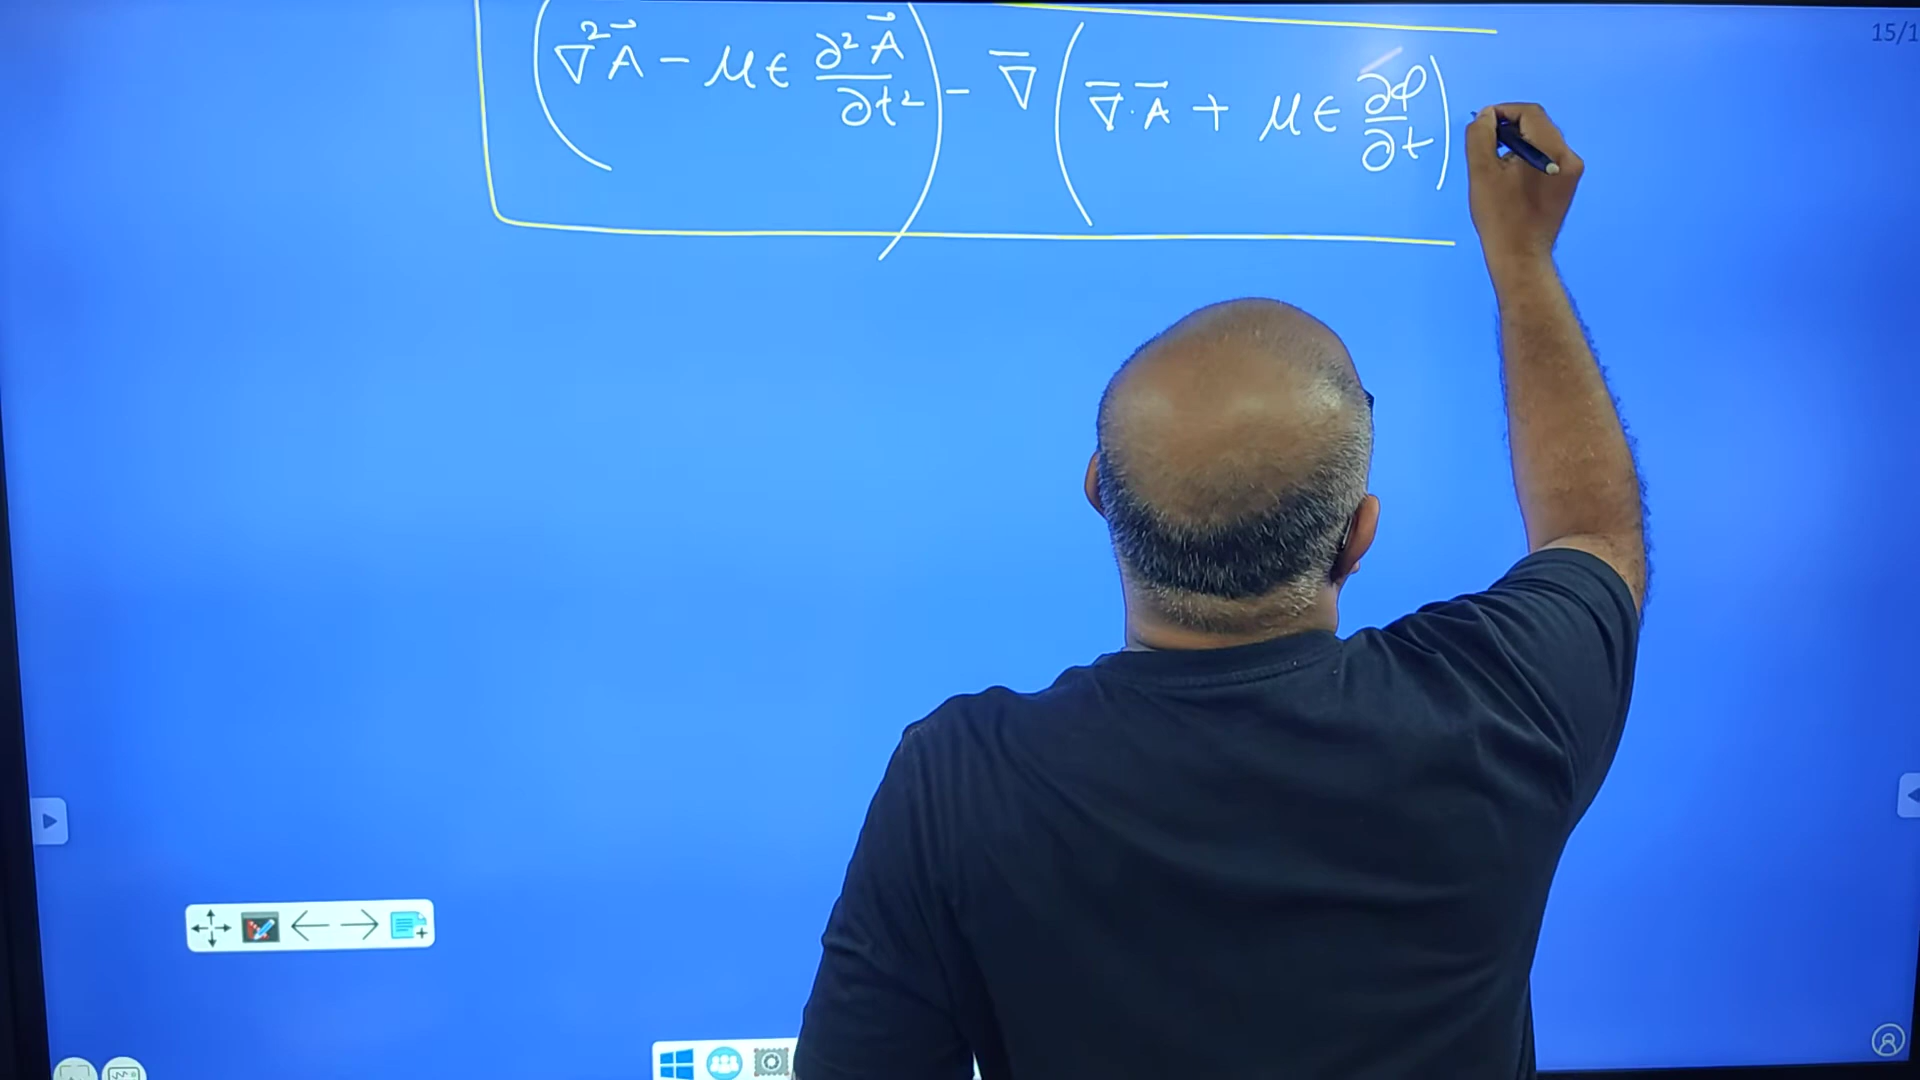 (∇²A⃗ − μϵ ∂²A⃗/∂t²) − ∇̅ (∇̅·A̅ + μϵ ∂φ/∂t)
15/1